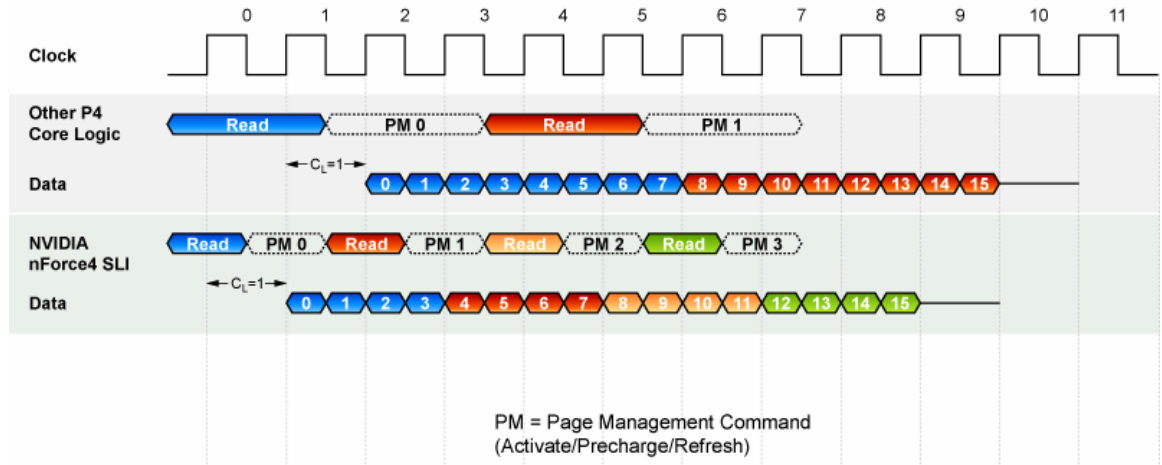 0 1 2 3 4 5 6 7 8 9 10 11
Clock
Other P4
Core Logic
Read PM 0 Read PM 1
C_L=1
Data
0 1 2 3 4 5 6 7 8 9 10 11 12 13 14 15
NVIDIA
nForce4 SLI
Read PM 0 Read PM 1 Read PM 2 Read PM 3
C_L=1
Data
0 1 2 3 4 5 6 7 8 9 10 11 12 13 14 15
PM = Page Management Command
(Activate/Precharge/Refresh)